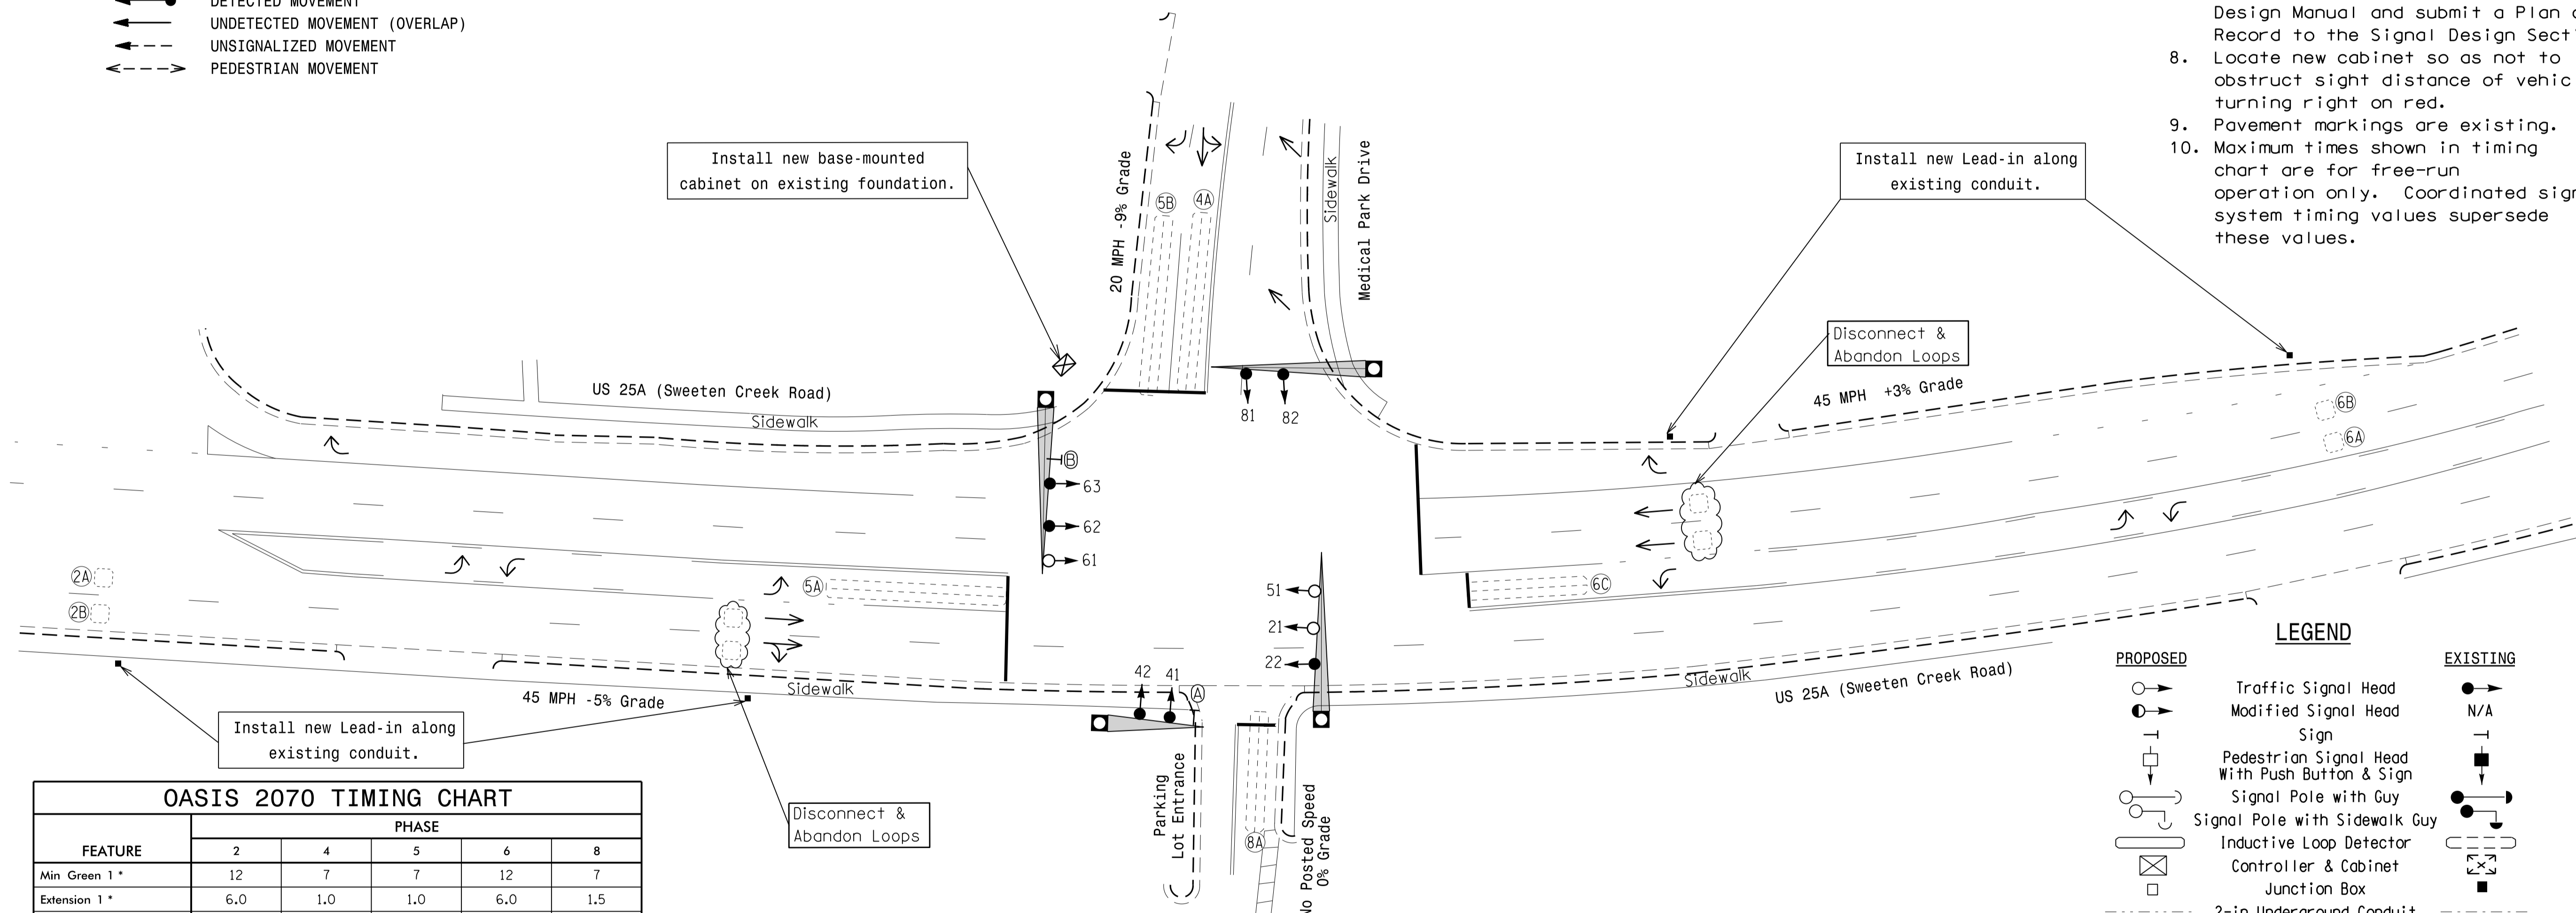 DETECTED MOVEMENT
UNDETECTED MOVEMENT (OVERLAP)
UNSIGNALIZED MOVEMENT
PEDESTRIAN MOVEMENT
Design Manual and submit a Plan
Record to the Signal Design
8. Locate new cabinet so as not to
obstruct sight distance of
turning right on red.
9. Pavement markings are existing.
10. Maximum times shown in timing
chart are for free-run
operation only. Coordinated
system timing values supersede
these values.
Install new base-mounted
cabinet on existing foundation.
20 MPH -9% Grade
5B
4A
Sidewalk
Medical Park Drive
Install new Lead-in along
existing conduit.
Disconnect &
Abandon Loops
US 25A (Sweeten Creek Road)
Sidewalk
81
82
45 MPH +3% Grade
6B
6A
B
63
62
61
2A
2B
5A
6C
51
21
22
42
41
A
45 MPH -5% Grade
Sidewalk
Sidewalk
US 25A (Sweeten Creek Road)
Install new Lead-in along
existing conduit.
Disconnect &
Abandon Loops
Parking
Lot Entrance
8A
No Posted Speed
0% Grade
OASIS 2070 TIMING CHART
FEATURE
PHASE
2 4 5 6 8
Min Green 1 * 12 7 7 12 7
Extension 1 * 6.0 1.0 1.0 6.0 1.5
LEGEND
PROPOSED EXISTING
Traffic Signal Head
Modified Signal Head N/A
Sign
Pedestrian Signal Head
With Push Button & Sign
Signal Pole with Guy
Signal Pole with Sidewalk Guy
Inductive Loop Detector
Controller & Cabinet
Junction Box
2-in Underground Conduit